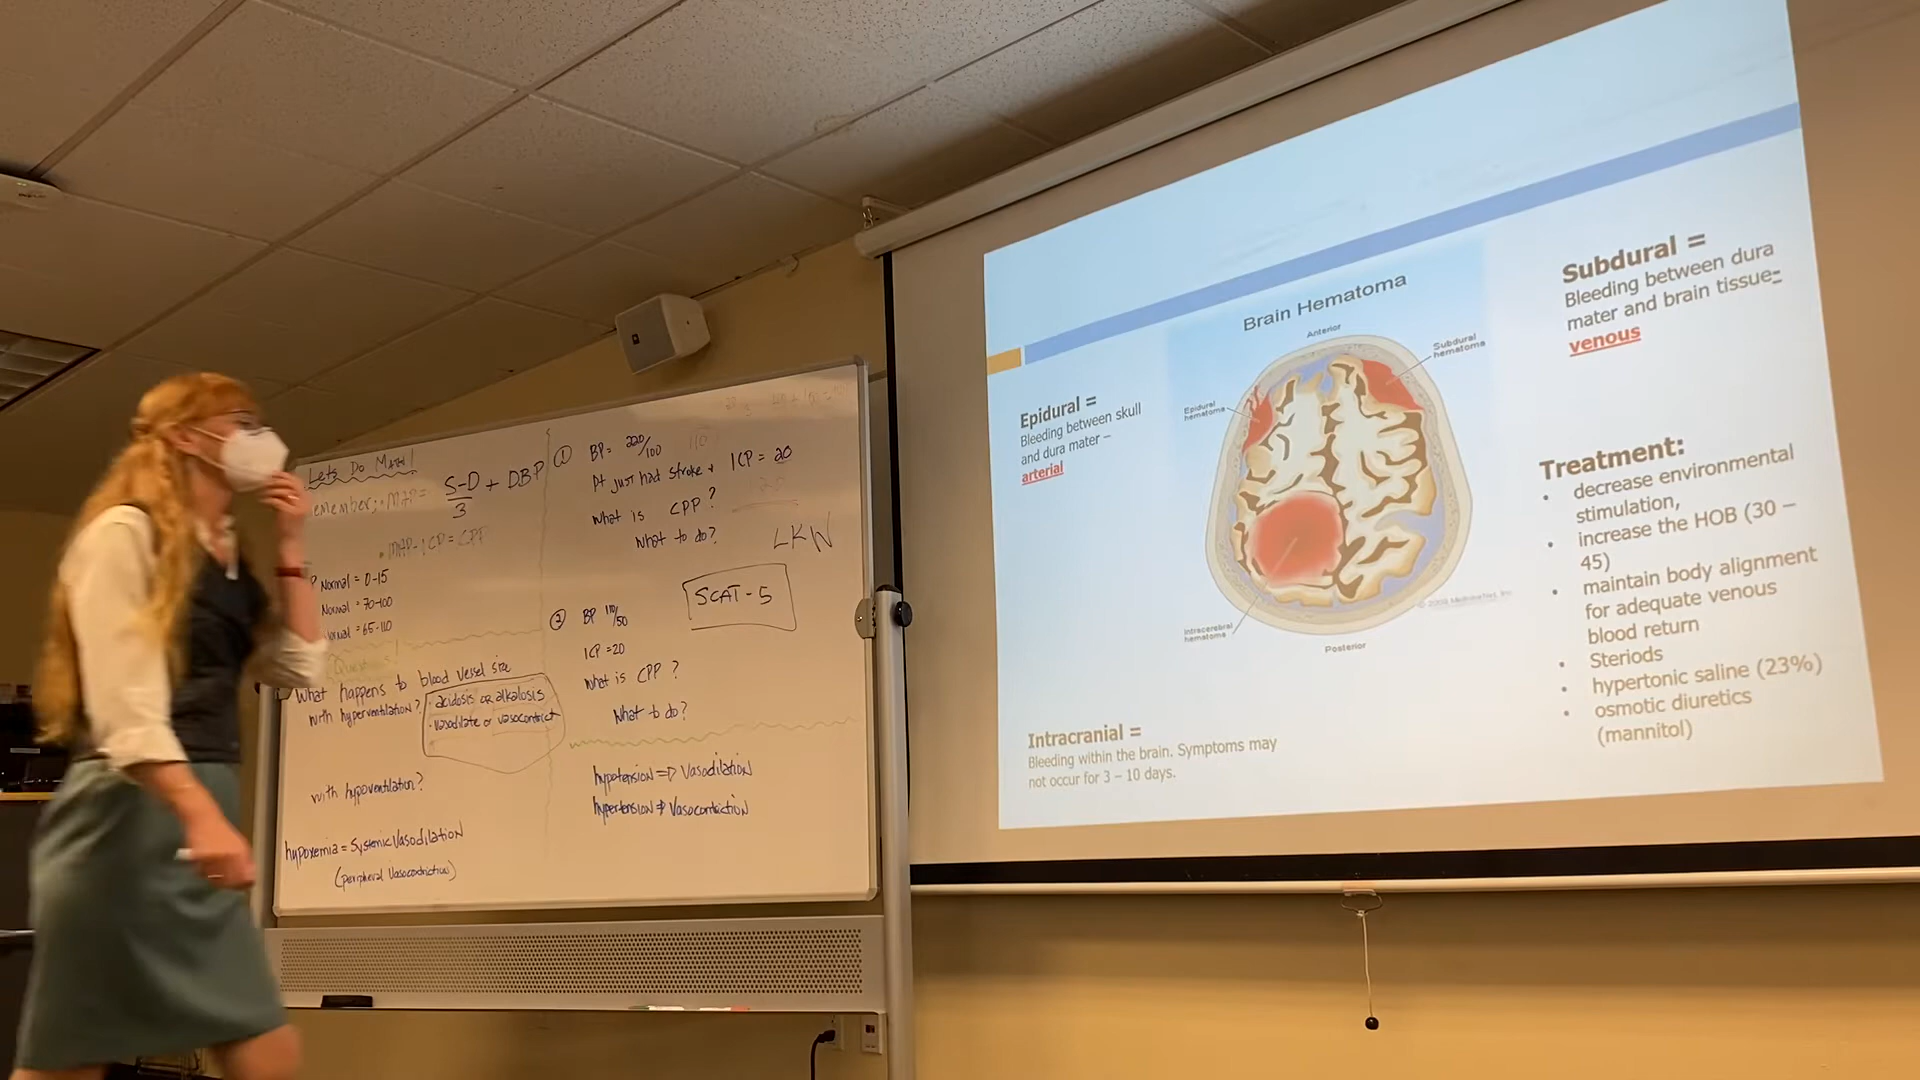 Lets Do Math!
emember: • MAP = S-D/3 + DBP
• MAP-ICP = CPP
P Normal = 0-15
Normal = 70-100
ormal = 65-110
Questions!
What happens to blood vessel size
with hyperventilation?
• acidosis or alkalosis
• vasodilate or vasocontrict
with hypoventilation?
hypoxemia = Systemic Vasodilation
(peripheral Vasocontriction)
① BP = 220/100
Pt just had stroke + ICP = 20
What is CPP?
What to do?
LKW
SCAT-5
② BP 110/50
ICP = 20
What is CPP?
What to do?
hypotension => Vasodilation
hypertension => Vasocontriction
Brain Hematoma
Anterior
Subdural
hematoma
Epidural
hematoma
Intracerebral
hematoma
Posterior
Epidural =
Bleeding between skull
and dura mater –
arterial
Subdural =
Bleeding between dura
mater and brain tissue-
venous
Treatment:
• decrease environmental
stimulation,
• increase the HOB (30 –
45)
• maintain body alignment
for adequate venous
blood return
• Steriods
• hypertonic saline (23%)
• osmotic diuretics
(mannitol)
Intracranial =
Bleeding within the brain. Symptoms may
not occur for 3 – 10 days.